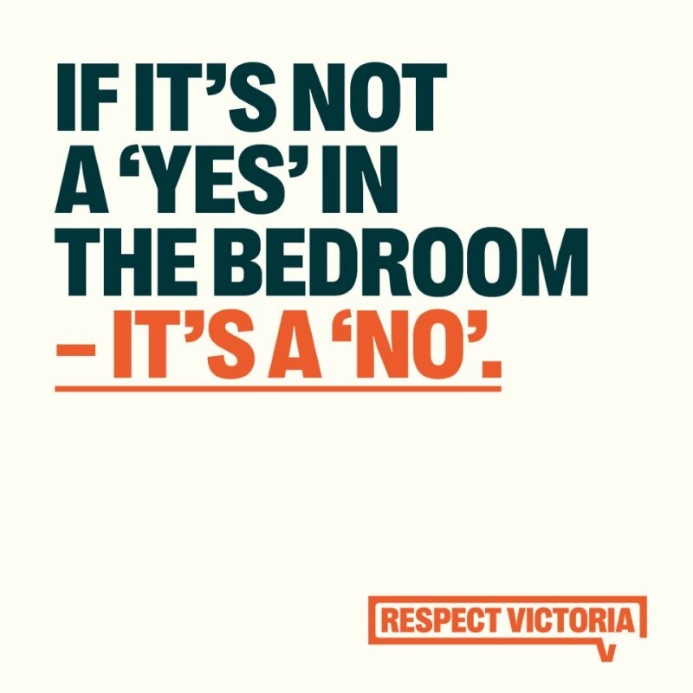 IF IT’S NOT
A ‘YES’ IN
THE BEDROOM
– IT’S A ‘NO’.
RESPECT VICTORIA